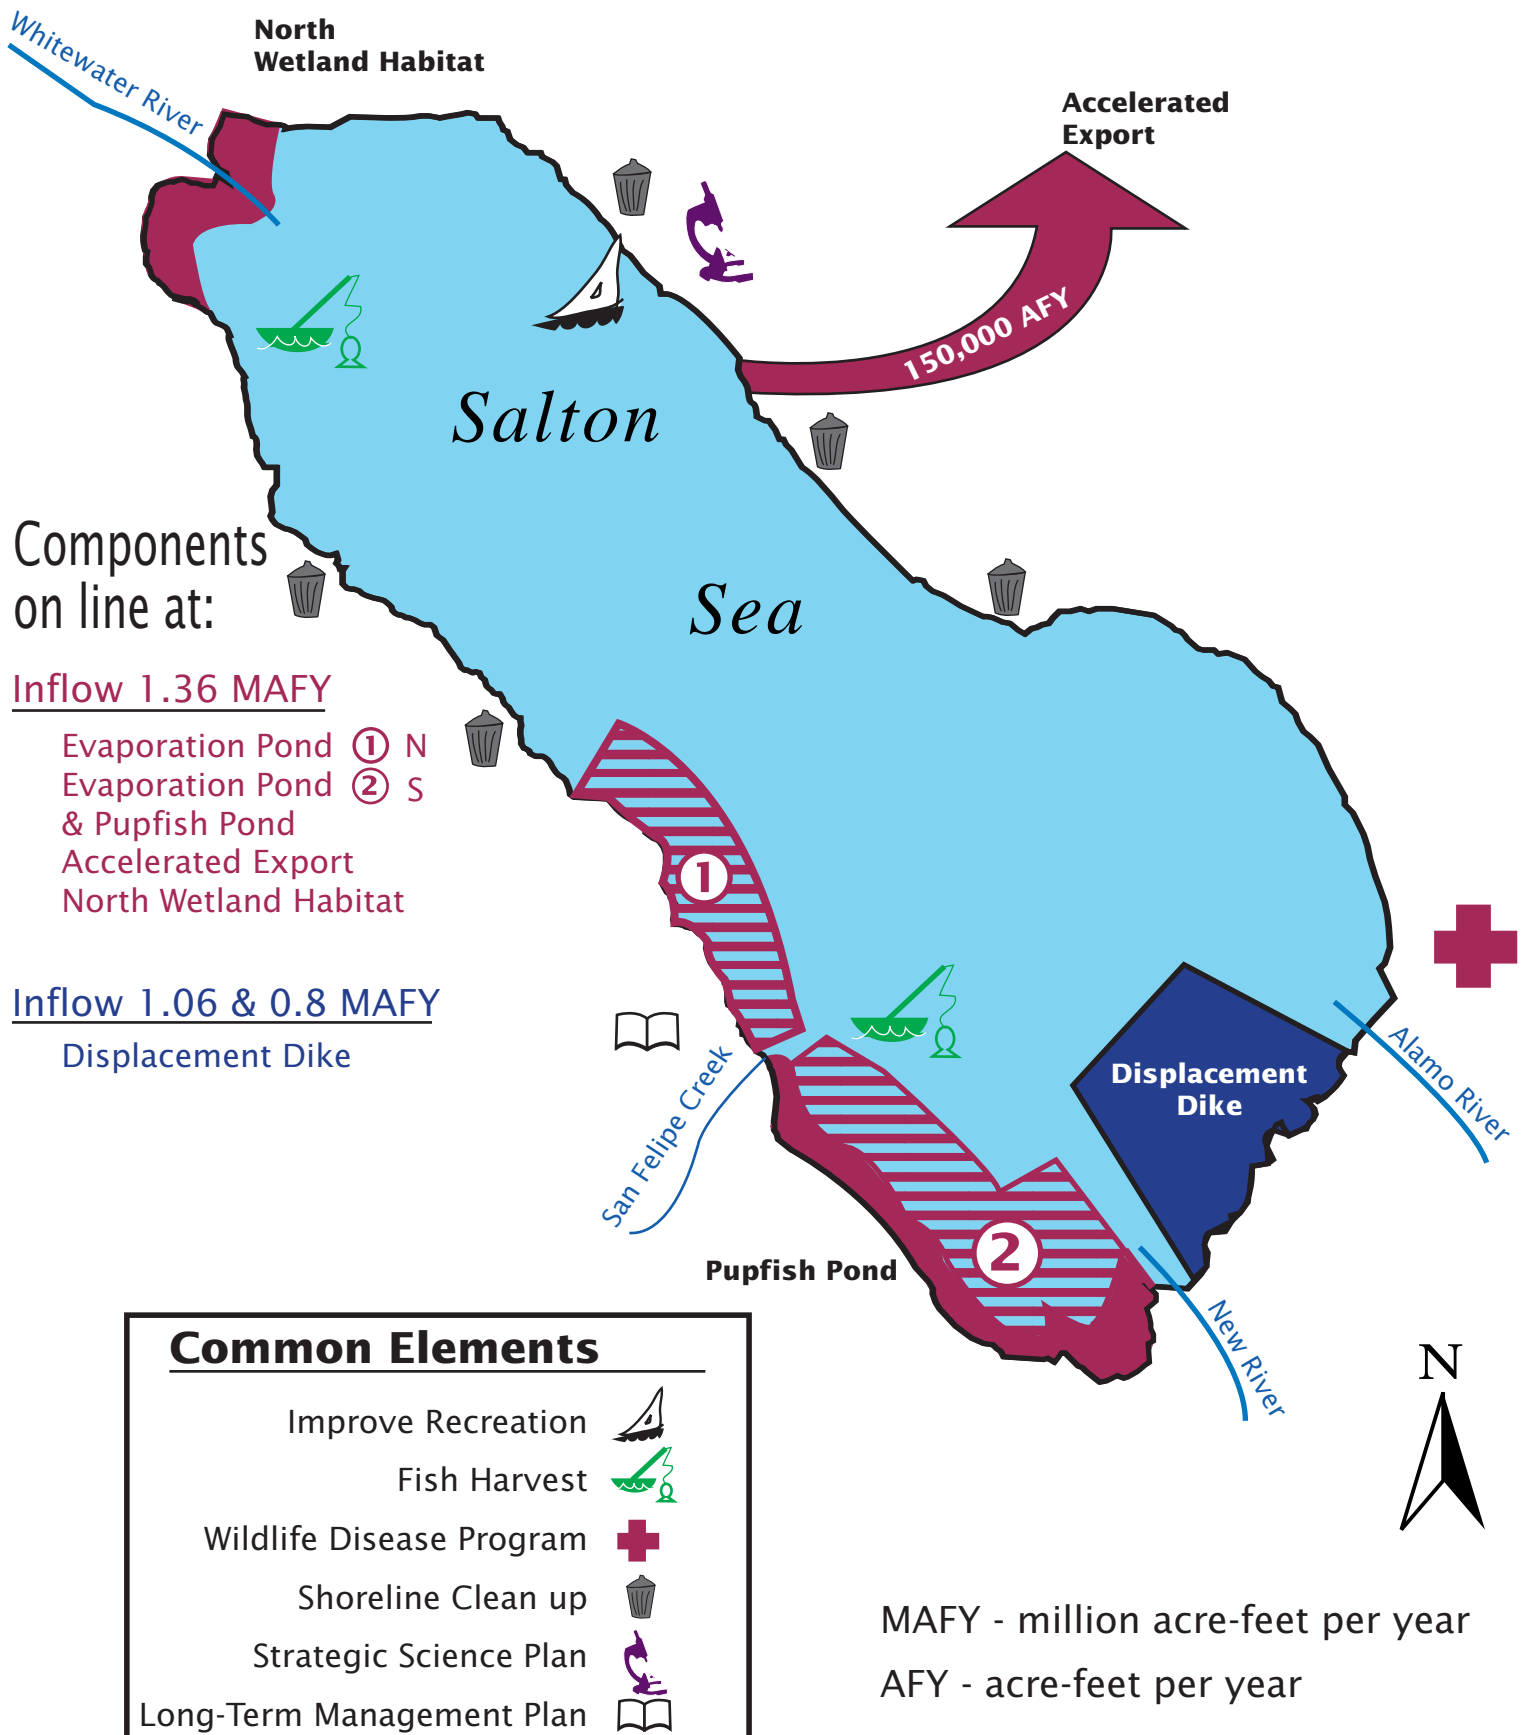 Whitewater River
North
Wetland Habitat
Accelerated
Export
150,000 AFY
Salton
Sea
Components
on line at:
Inflow 1.36 MAFY
Evaporation Pond 1 N
Evaporation Pond 2 S
& Pupfish Pond
Accelerated Export
North Wetland Habitat
Inflow 1.06 & 0.8 MAFY
Displacement Dike
1
San Felipe Creek
Displacement
Dike
Alamo River
2
Pupfish Pond
New River
N
Common Elements
Improve Recreation
Fish Harvest
Wildlife Disease Program
Shoreline Clean up
Strategic Science Plan
Long-Term Management Plan
MAFY - million acre-feet per year
AFY - acre-feet per year